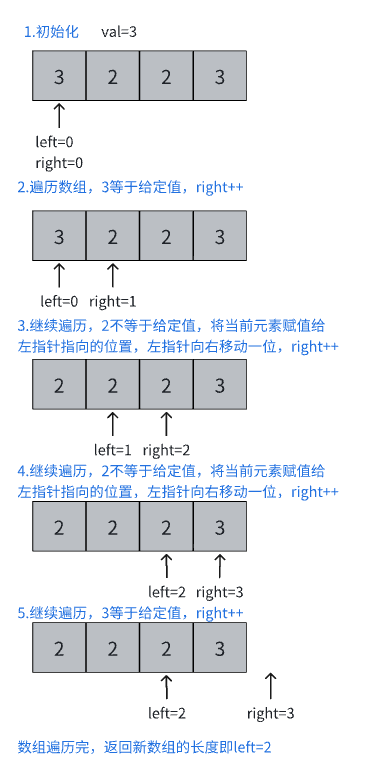 1.初始化 val=3
3 2 2 3
left=0
right=0
2.遍历数组，3等于给定值，right++
3 2 2 3
left=0 right=1
3.继续遍历，2不等于给定值，将当前元素赋值给
左指针指向的位置，左指针向右移动一位，right++
2 2 2 3
left=1 right=2
4.继续遍历，2不等于给定值，将当前元素赋值给
左指针指向的位置，左指针向右移动一位，right++
2 2 2 3
left=2 right=3
5.继续遍历，3等于给定值，right++
2 2 2 3
left=2 right=3
数组遍历完，返回新数组的长度即left=2